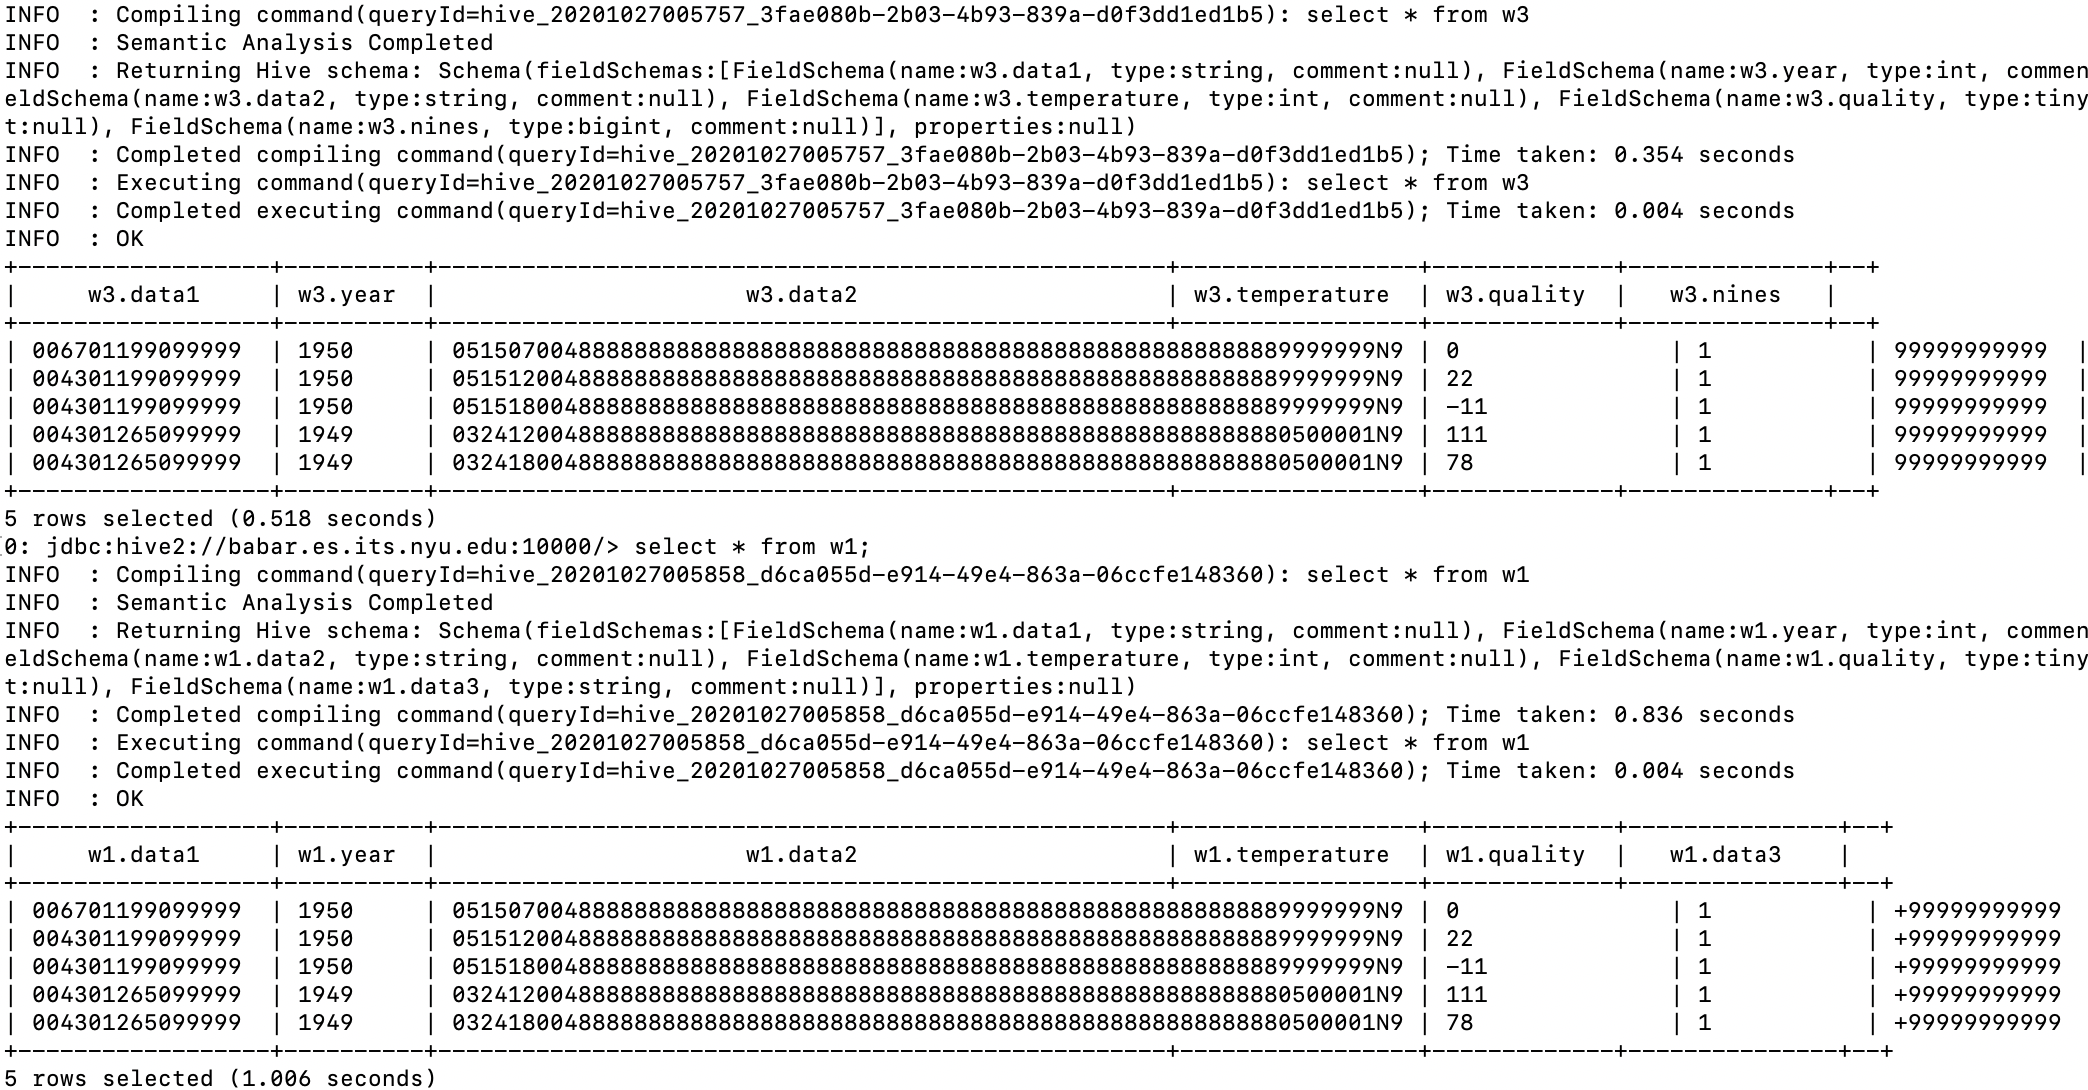 INFO  : Compiling command(queryId=hive_20201027005757_3fae080b-2b03-4b93-839a-d0f3dd1ed1b5): select * from w3
INFO  : Semantic Analysis Completed
INFO  : Returning Hive schema: Schema(fieldSchemas:[FieldSchema(name:w3.data1, type:string, comment:null), FieldSchema(name:w3.year, type:int, commen
eldSchema(name:w3.data2, type:string, comment:null), FieldSchema(name:w3.temperature, type:int, comment:null), FieldSchema(name:w3.quality, type:tiny
t:null), FieldSchema(name:w3.nines, type:bigint, comment:null)], properties:null)
INFO  : Completed compiling command(queryId=hive_20201027005757_3fae080b-2b03-4b93-839a-d0f3dd1ed1b5); Time taken: 0.354 seconds
INFO  : Executing command(queryId=hive_20201027005757_3fae080b-2b03-4b93-839a-d0f3dd1ed1b5): select * from w3
INFO  : Completed executing command(queryId=hive_20201027005757_3fae080b-2b03-4b93-839a-d0f3dd1ed1b5); Time taken: 0.004 seconds
INFO  : OK
+------------------+----------+----------------------------------------------------+-----------------+-------------+--------------+--+
|     w3.data1     | w3.year  |                      w3.data2                      | w3.temperature  | w3.quality  |   w3.nines   |
+------------------+----------+----------------------------------------------------+-----------------+-------------+--------------+--+
| 006701199099999  | 1950     | 051507004888888888888888888888888888888888888888888888888889999999N9 | 0               | 1           | 99999999999  |
| 004301199099999  | 1950     | 051512004888888888888888888888888888888888888888888888888889999999N9 | 22              | 1           | 99999999999  |
| 004301199099999  | 1950     | 051518004888888888888888888888888888888888888888888888888889999999N9 | -11             | 1           | 99999999999  |
| 004301265099999  | 1949     | 032412004888888888888888888888888888888888888888888888888880500001N9 | 111             | 1           | 99999999999  |
| 004301265099999  | 1949     | 032418004888888888888888888888888888888888888888888888888880500001N9 | 78              | 1           | 99999999999  |
+------------------+----------+----------------------------------------------------+-----------------+-------------+--------------+--+
5 rows selected (0.518 seconds)
0: jdbc:hive2://babar.es.its.nyu.edu:10000/> select * from w1;
INFO  : Compiling command(queryId=hive_20201027005858_d6ca055d-e914-49e4-863a-06ccfe148360): select * from w1
INFO  : Semantic Analysis Completed
INFO  : Returning Hive schema: Schema(fieldSchemas:[FieldSchema(name:w1.data1, type:string, comment:null), FieldSchema(name:w1.year, type:int, commen
eldSchema(name:w1.data2, type:string, comment:null), FieldSchema(name:w1.temperature, type:int, comment:null), FieldSchema(name:w1.quality, type:tiny
t:null), FieldSchema(name:w1.data3, type:string, comment:null)], properties:null)
INFO  : Completed compiling command(queryId=hive_20201027005858_d6ca055d-e914-49e4-863a-06ccfe148360); Time taken: 0.836 seconds
INFO  : Executing command(queryId=hive_20201027005858_d6ca055d-e914-49e4-863a-06ccfe148360): select * from w1
INFO  : Completed executing command(queryId=hive_20201027005858_d6ca055d-e914-49e4-863a-06ccfe148360); Time taken: 0.004 seconds
INFO  : OK
+------------------+----------+----------------------------------------------------+-----------------+-------------+---------------+--+
|     w1.data1     | w1.year  |                      w1.data2                      | w1.temperature  | w1.quality  |   w1.data3    |
+------------------+----------+----------------------------------------------------+-----------------+-------------+---------------+--+
| 006701199099999  | 1950     | 051507004888888888888888888888888888888888888888888888888889999999N9 | 0               | 1           | +99999999999
| 004301199099999  | 1950     | 051512004888888888888888888888888888888888888888888888888889999999N9 | 22              | 1           | +99999999999
| 004301199099999  | 1950     | 051518004888888888888888888888888888888888888888888888888889999999N9 | -11             | 1           | +99999999999
| 004301265099999  | 1949     | 032412004888888888888888888888888888888888888888888888888880500001N9 | 111             | 1           | +99999999999
| 004301265099999  | 1949     | 032418004888888888888888888888888888888888888888888888888880500001N9 | 78              | 1           | +99999999999
+------------------+----------+----------------------------------------------------+-----------------+-------------+---------------+--+
5 rows selected (1.006 seconds)